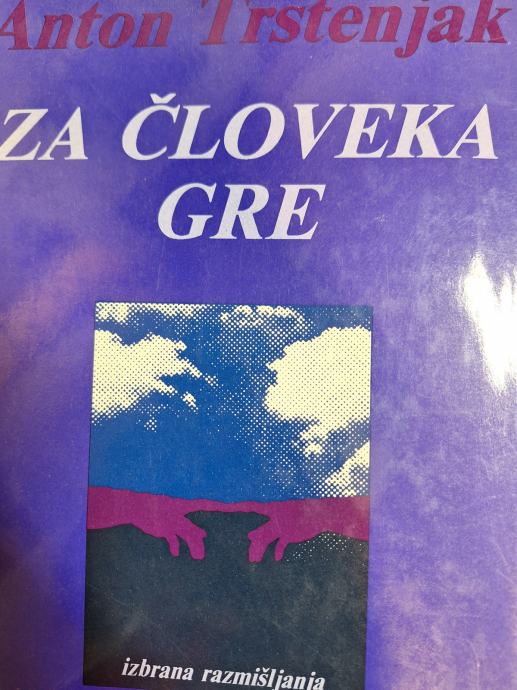 Anton Trstenjak
ZA ČLOVEKA
GRE
izbrana razmišljanja